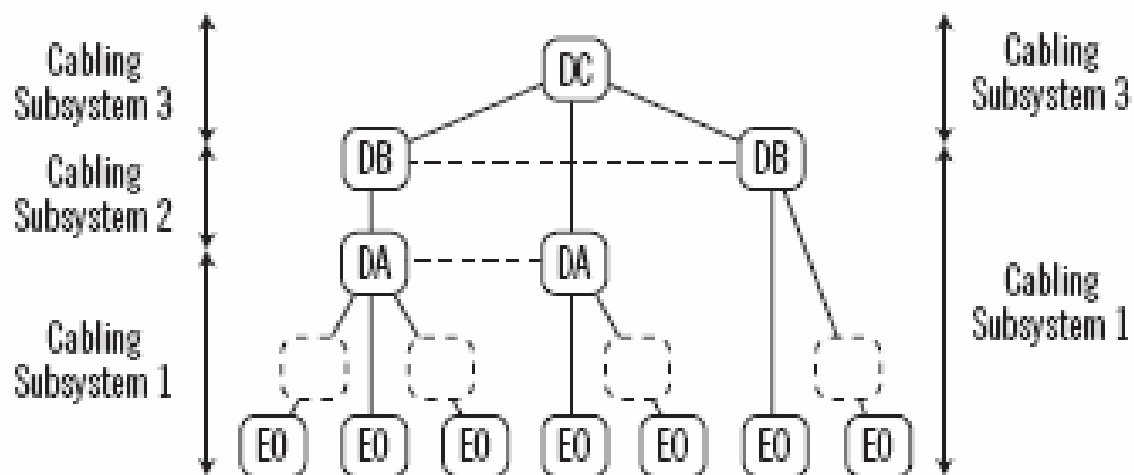 Cabling
Subsystem 3
DC
Cabling
Subsystem 3
DB
DB
Cabling
Subsystem 2
DA
DA
Cabling
Subsystem 1
Cabling
Subsystem 1
EO
EO
EO
EO
EO
EO
EO